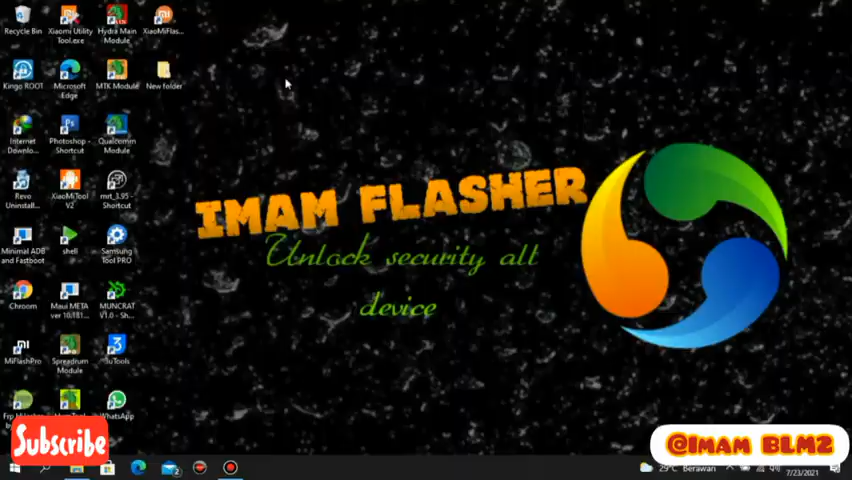 Recycle Bin
Xiaomi Utility
Tool.exe
Hydra Main
Module
XiaoMiFlas...
Kingo ROOT
Microsoft
Edge
MTK Module
New folder
Internet
Downlo...
Photoshop -
Shortcut
Qualcomm
Module
Revo
Uninstall...
XiaoMiTool
V2
mrt_3.95 -
Shortcut
Minimal ADB
and Fastboot
shell
Samsung
Tool PRO
Chroom
Maui META
MUNCRAT
V1.0 - Sh...
MiFlashPro
Spreadrum
Module
3uTools
WhatsApp
IMAM FLASHER
Unlock security all
device
Subscribe
@IMAM BLM2
29°C Berawan
7/23/2021